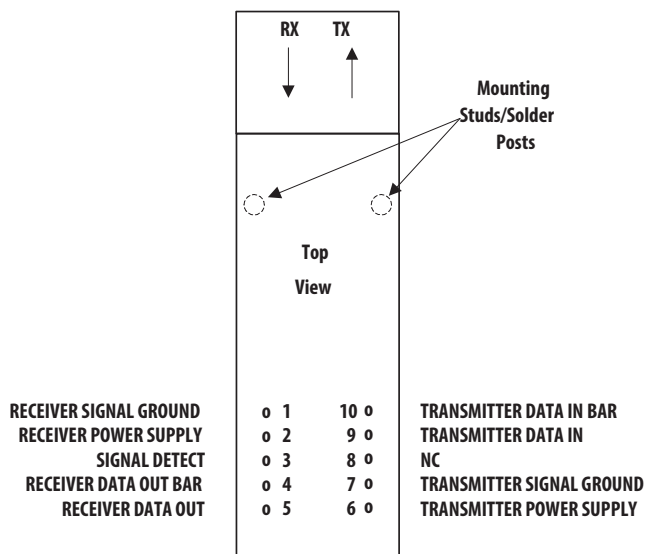 RX TX
Mounting
Studs/Solder
Posts
Top
View
RECEIVER SIGNAL GROUND o 1 10 o TRANSMITTER DATA IN BAR
RECEIVER POWER SUPPLY o 2 9 o TRANSMITTER DATA IN
SIGNAL DETECT o 3 8 o NC
RECEIVER DATA OUT BAR o 4 7 o TRANSMITTER SIGNAL GROUND
RECEIVER DATA OUT o 5 6 o TRANSMITTER POWER SUPPLY